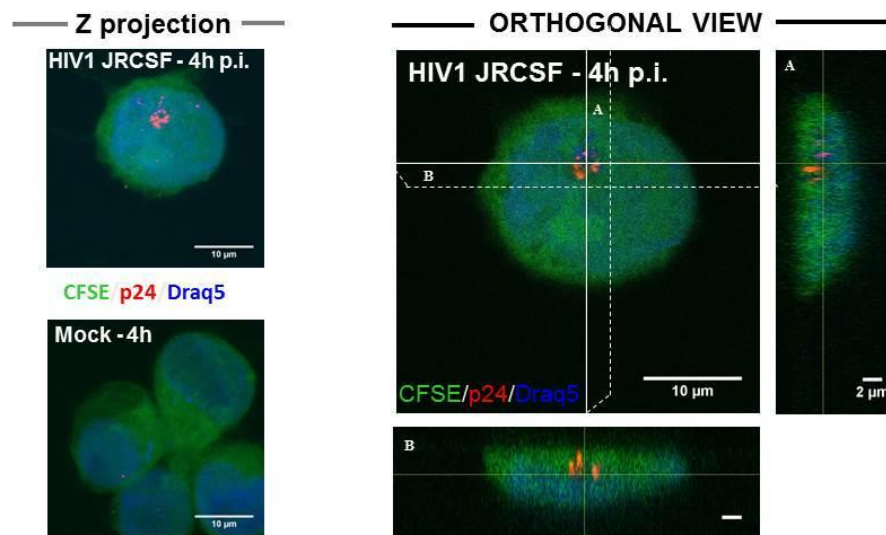 Z projection
HIV1 JRCSF - 4h p.i.
10 µm
CFSE/p24/Draq5
Mock - 4h
10 µm
ORTHOGONAL VIEW
HIV1 JRCSF - 4h p.i.
A
B
CFSE/p24/Draq5
10 µm
A
2 µm
B